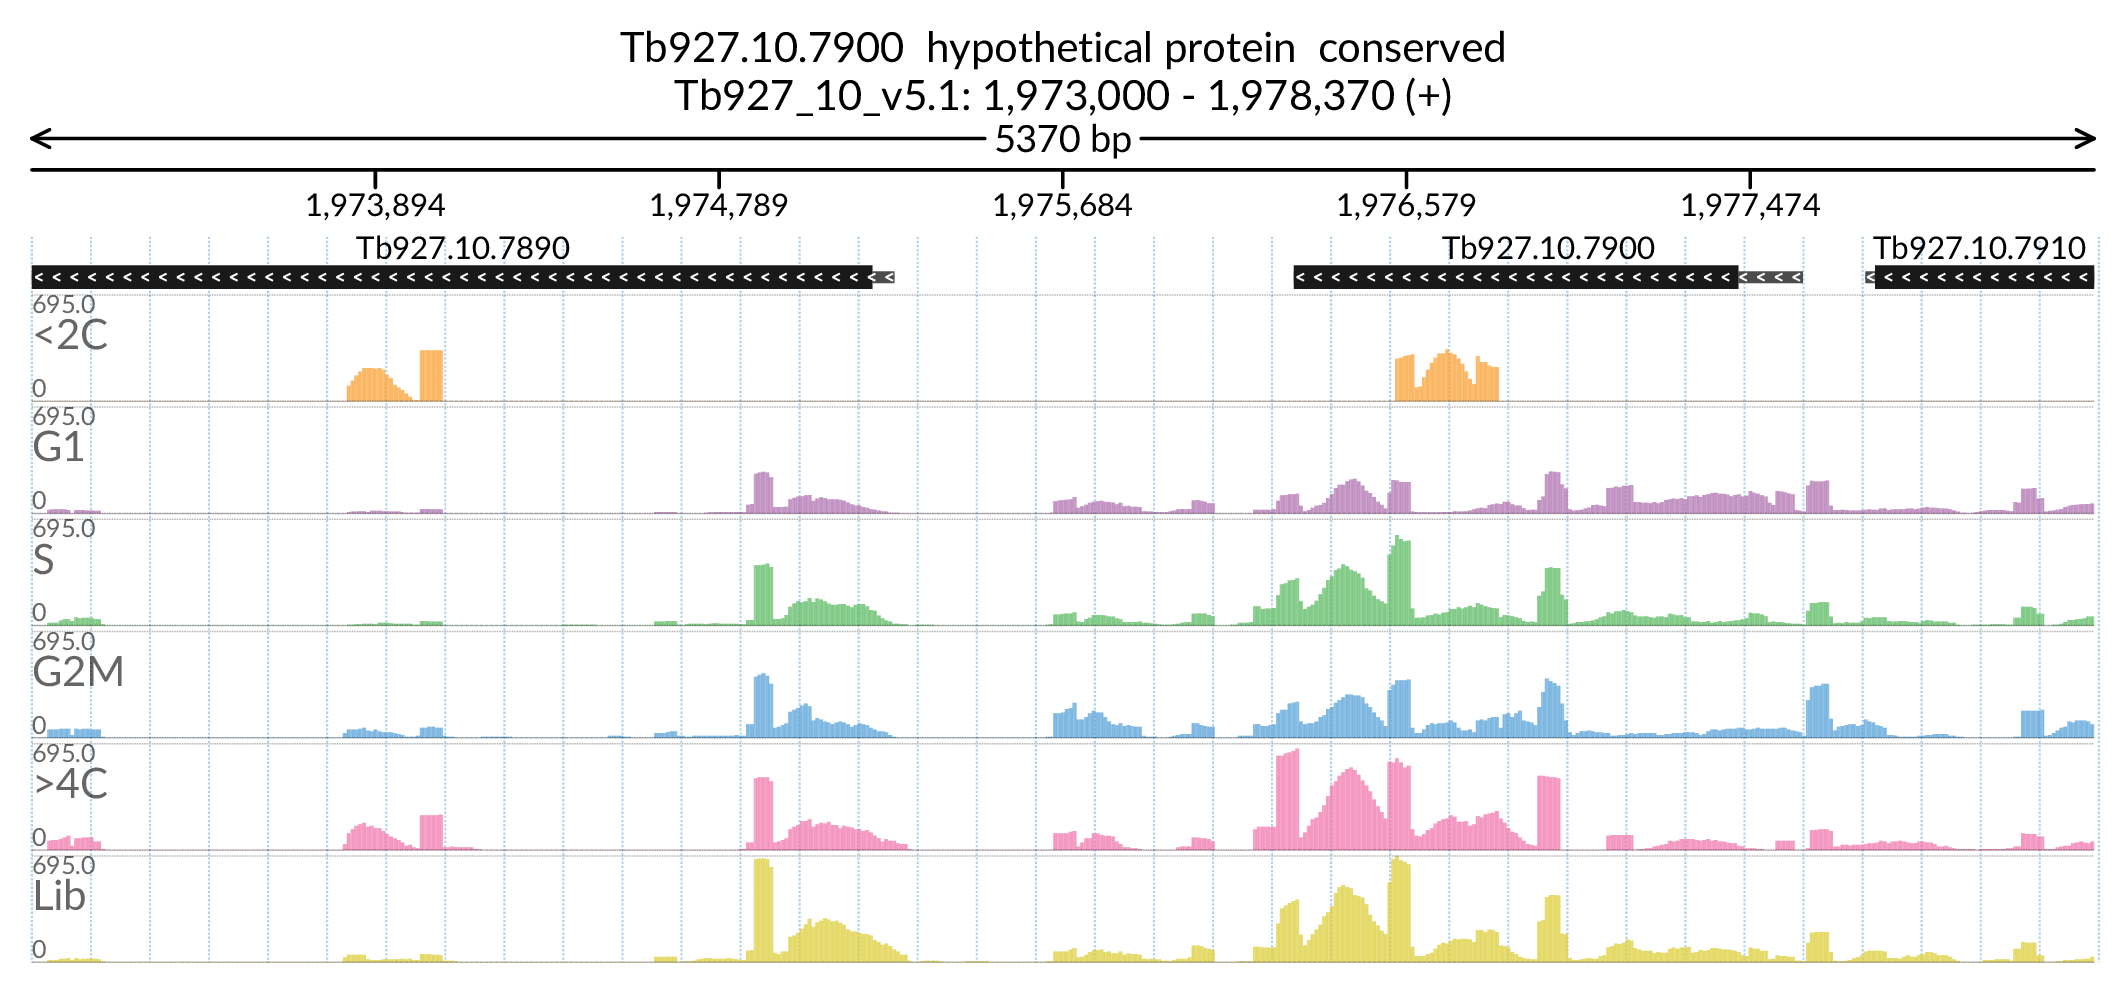 Tb927.10.7900  hypothetical protein  conserved
Tb927_10_v5.1: 1,973,000 - 1,978,370 (+)
5370 bp
1,973,894 1,974,789 1,975,684 1,976,579 1,977,474
Tb927.10.7890 Tb927.10.7900 Tb927.10.7910
695.0
<2C
0
695.0
G1
0
695.0
S
0
695.0
G2M
0
695.0
>4C
0
695.0
Lib
0